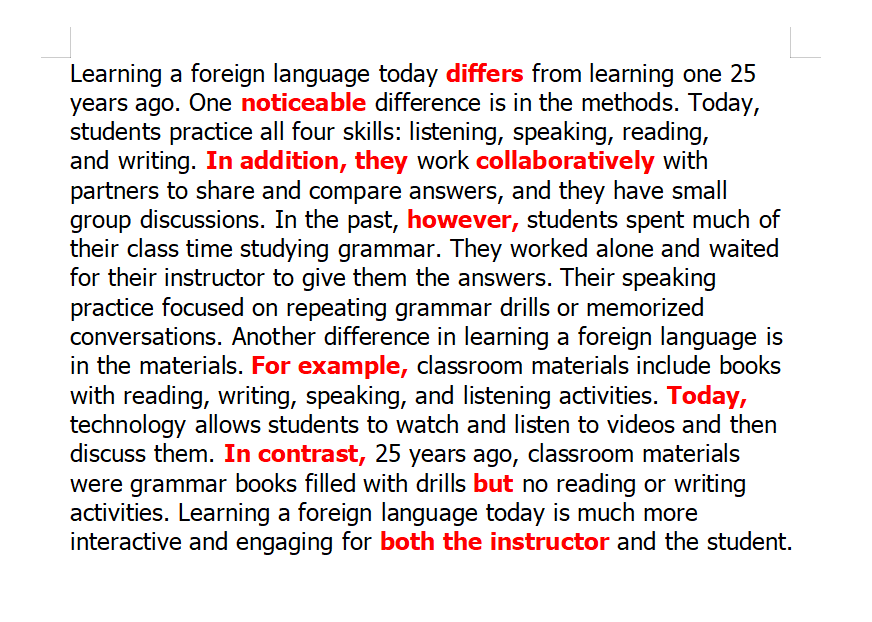 Learning a foreign language today differs from learning one 25
years ago. One noticeable difference is in the methods. Today,
students practice all four skills: listening, speaking, reading,
and writing. In addition, they work collaboratively with
partners to share and compare answers, and they have small
group discussions. In the past, however, students spent much of
their class time studying grammar. They worked alone and waited
for their instructor to give them the answers. Their speaking
practice focused on repeating grammar drills or memorized
conversations. Another difference in learning a foreign language is
in the materials. For example, classroom materials include books
with reading, writing, speaking, and listening activities. Today,
technology allows students to watch and listen to videos and then
discuss them. In contrast, 25 years ago, classroom materials
were grammar books filled with drills but no reading or writing
activities. Learning a foreign language today is much more
interactive and engaging for both the instructor and the student.